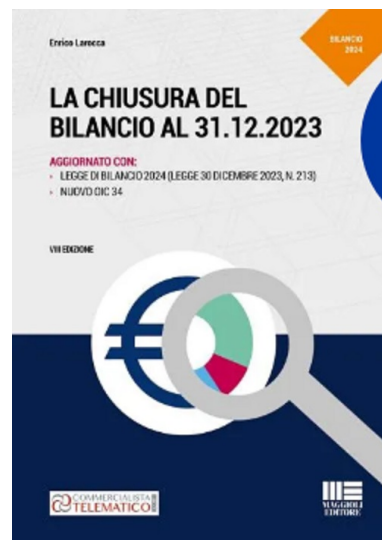 Enrico Larocca
BILANCIO
2024
LA CHIUSURA DEL
BILANCIO AL 31.12.2023
AGGIORNATO CON:
› LEGGE DI BILANCIO 2024 (LEGGE 30 DICEMBRE 2023, N. 213)
› NUOVO OIC 34
VIII EDIZIONE
COMMERCIALISTA
TELEMATICO
MAGGIOLI
EDITORE